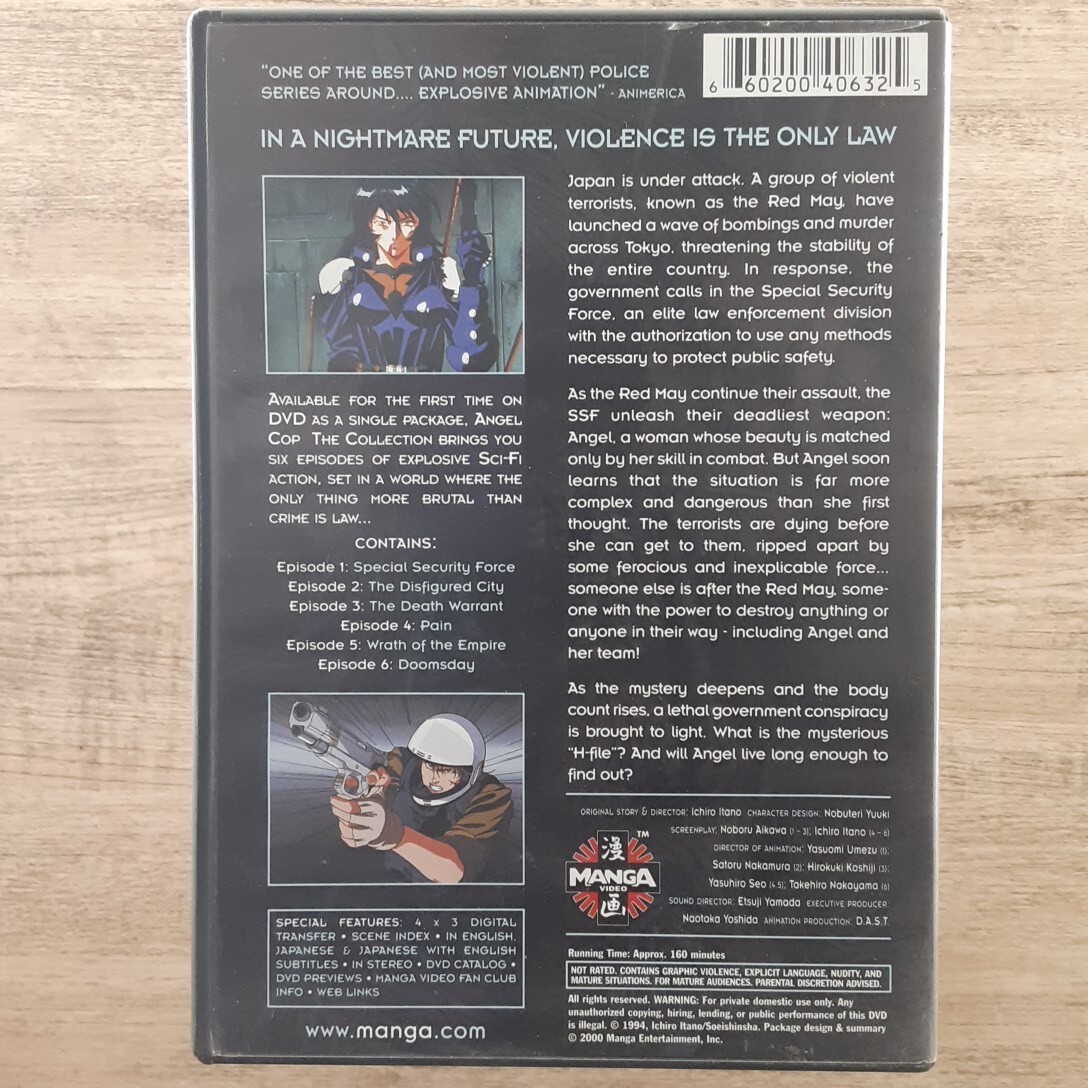 "ONE OF THE BEST (AND MOST VIOLENT) POLICE
SERIES AROUND.... EXPLOSIVE ANIMATION" - ANIMERICA
6 60200 40632 5
IN A NIGHTMARE FUTURE, VIOLENCE IS THE ONLY LAW
AVAILABLE FOR THE FIRST TIME ON
DVD AS A SINGLE PACKAGE, ANGEL
COP THE COLLECTION BRINGS YOU
SIX EPISODES OF EXPLOSIVE SCI-FI
ACTION, SET IN A WORLD WHERE THE
ONLY THING MORE BRUTAL THAN
CRIME IS LAW...
CONTAINS:
Episode 1: Special Security Force
Episode 2: The Disfigured City
Episode 3: The Death Warrant
Episode 4: Pain
Episode 5: Wrath of the Empire
Episode 6: Doomsday
SPECIAL FEATURES: 4 x 3 DIGITAL
TRANSFER • SCENE INDEX • IN ENGLISH,
JAPANESE & JAPANESE WITH ENGLISH
SUBTITLES • IN STEREO • DVD CATALOG •
DVD PREVIEWS • MANGA VIDEO FAN CLUB
INFO • WEB LINKS
www.manga.com
Japan is under attack. A group of violent
terrorists, known as the Red May, have
launched a wave of bombings and murder
across Tokyo, threatening the stability of
the entire country. In response, the
government calls in the Special Security
Force, an elite law enforcement division
with the authorization to use any methods
necessary to protect public safety.
As the Red May continue their assault, the
SSF unleash their deadliest weapon:
Angel, a woman whose beauty is matched
only by her skill in combat. But Angel soon
learns that the situation is far more
complex and dangerous than she first
thought. The terrorists are dying before
she can get to them, ripped apart by
some ferocious and inexplicable force...
someone else is after the Red May, some-
one with the power to destroy anything or
anyone in their way - including Angel and
her team!
As the mystery deepens and the body
count rises, a lethal government conspiracy
is brought to light. What is the mysterious
"H-file"? And will Angel live long enough to
find out?
ORIGINAL STORY & DIRECTOR: Ichiro Itano CHARACTER DESIGN: Nobuteri Yuuki
SCREENPLAY: Noboru Aikawa (1 - 3); Ichiro Itano (4 - 6)
DIRECTOR OF ANIMATION: Yasuomi Umezu (1);
Satoru Nakamura (2); Hirokuki Koshiji (3);
Yasuhiro Seo (4,5); Takehiro Nakayama (6)
SOUND DIRECTOR: Etsuji Yamada EXECUTIVE PRODUCER:
Naotaka Yoshida ANIMATION PRODUCTION: D.A.S.T.
TM
漫
MANGA
VIDEO
画
Running Time: Approx. 160 minutes
NOT RATED. CONTAINS GRAPHIC VIOLENCE, EXPLICIT LANGUAGE, NUDITY, AND
MATURE SITUATIONS. FOR MATURE AUDIENCES. PARENTAL DISCRETION ADVISED.
All rights reserved. WARNING: For private domestic use only. Any
unauthorized copying, hiring, lending, or public performance of this DVD
is illegal. © 1994, Ichiro Itano/Soeishinsha. Package design & summary
© 2000 Manga Entertainment, Inc.